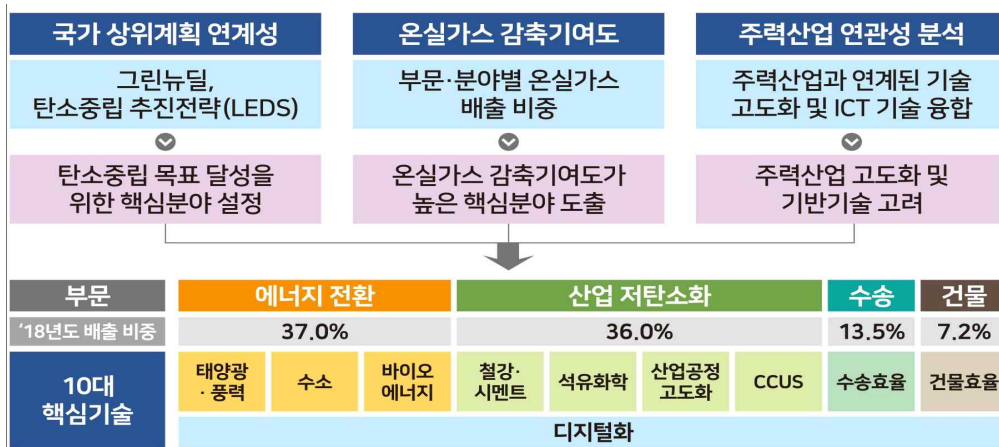 국가 상위계획 연계성
그린뉴딜,
탄소중립 추진전략(LEDS)
탄소중립 목표 달성을
위한 핵심분야 설정
온실가스 감축기여도
부문·분야별 온실가스
배출 비중
온실가스 감축기여도가
높은 핵심분야 도출
주력산업 연관성 분석
주력산업과 연계된 기술
고도화 및 ICT 기술 융합
주력산업 고도화 및
기반기술 고려
부문
에너지 전환
산업 저탄소화
수송
건물
‘18년도 배출 비중
37.0%
36.0%
13.5%
7.2%
10대
핵심기술
태양광
·풍력
수소
바이오
에너지
철강·
시멘트
석유화학
산업공정
고도화
CCUS
수송효율
건물효율
디지털화